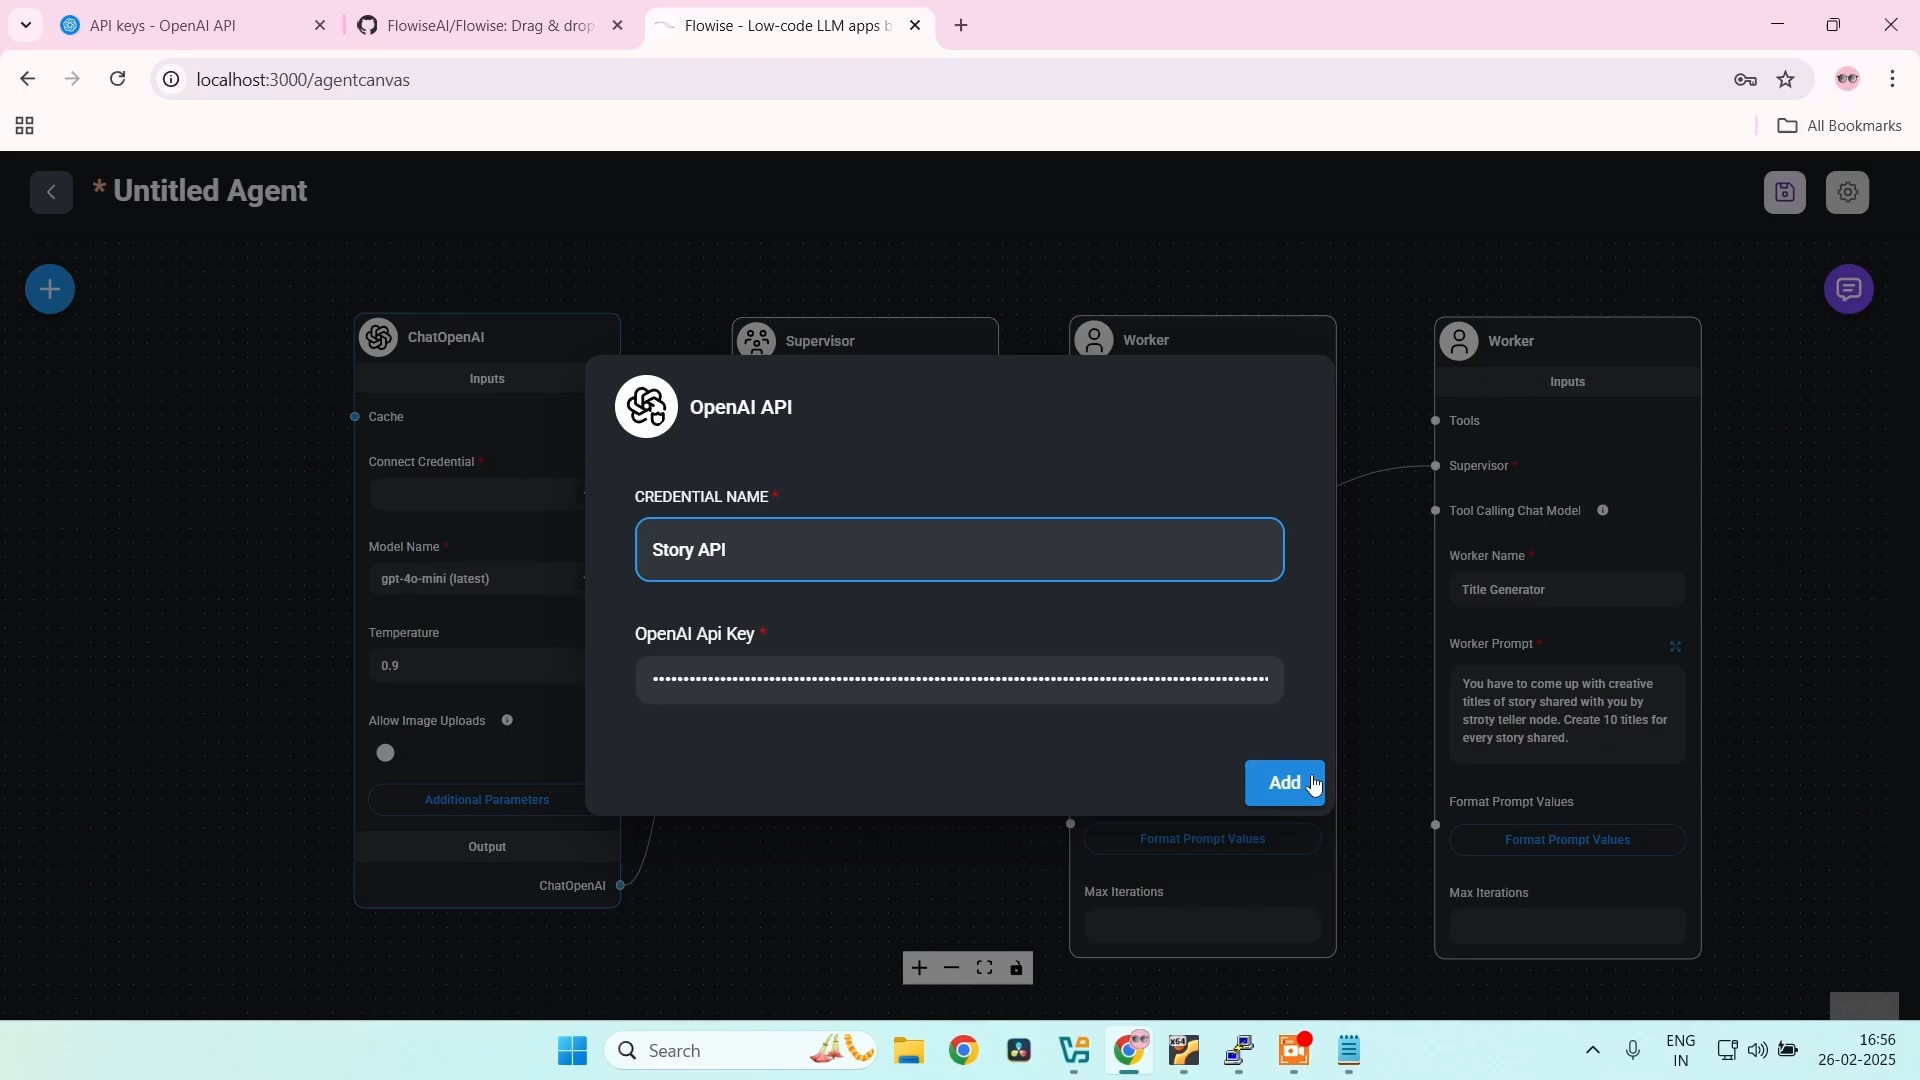 API keys - OpenAI API
FlowiseAI/Flowise: Drag & drop
Flowise - Low-code LLM apps b
localhost:3000/agentcanvas
All Bookmarks
* Untitled Agent
ChatOpenAI
Inputs
Cache
Connect Credential *
Model Name *
gpt-4o-mini (latest)
Temperature
0.9
Allow Image Uploads
Additional Parameters
Output
ChatOpenAI
Supervisor
Worker
OpenAI API
CREDENTIAL NAME *
Story API
OpenAI Api Key *
Add
Format Prompt Values
Max Iterations
Worker
Inputs
Tools
Supervisor *
Tool Calling Chat Model
Worker Name *
Title Generator
Worker Prompt *
You have to come up with creative
titles of story shared with you by
stroty teller node. Create 10 titles for
every story shared.
Format Prompt Values
Format Prompt Values
Max Iterations
Search
x64
ENG
IN
16:56
26-02-2025